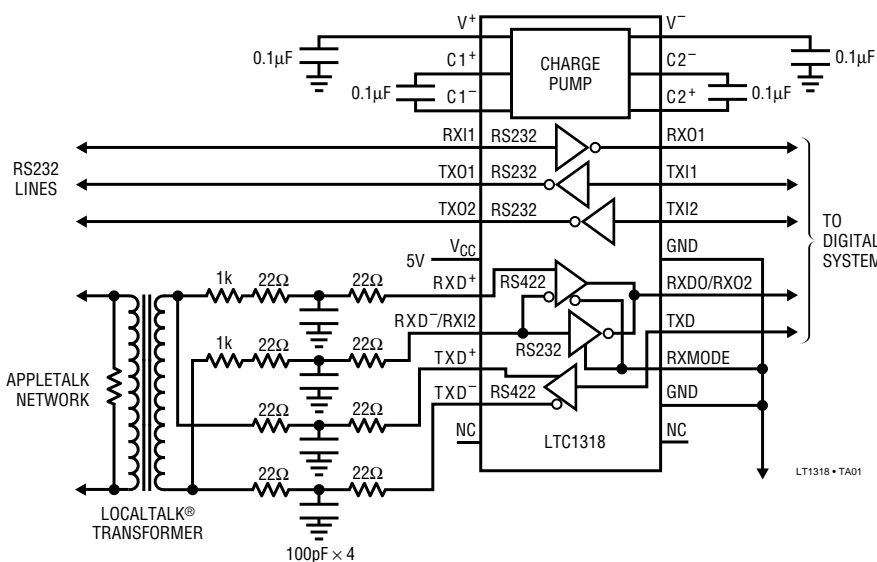 V+ V−
0.1µF C1+ CHARGE PUMP C2− 0.1µF
0.1µF C1− C2+ 0.1µF
RXI1 RS232 RXO1
RS232 LINES TXO1 RS232 TXI1
TXO2 RS232 TXI2
TO DIGITAL SYSTEM
5V VCC GND
1k 22Ω 22Ω RXD+ RS422 RXDO/RXO2
1k 22Ω 22Ω RXD−/RXI2 RS232 TXD
APPLETALK NETWORK TXD+ RXMODE
22Ω 22Ω TXD− RS422 GND
NC LTC1318 NC
22Ω 22Ω
LT1318 • TA01
LOCALTALK® TRANSFORMER
100pF × 4